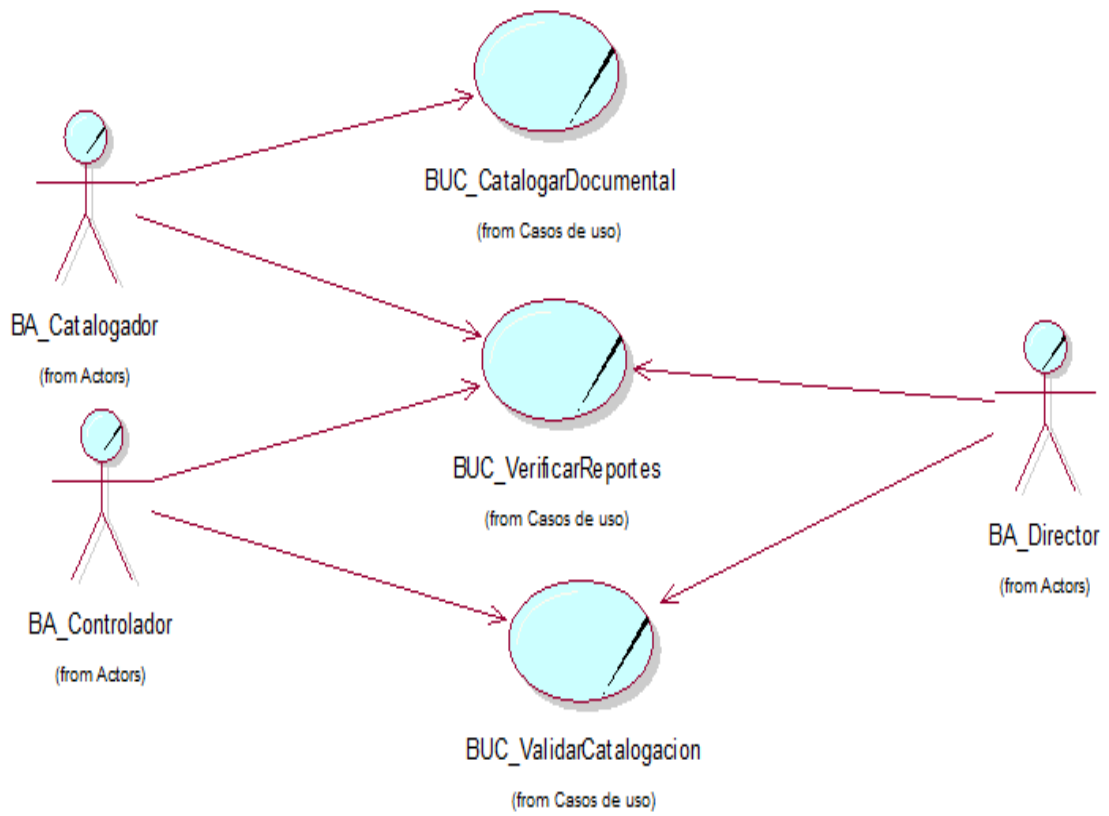 BUC_CatalogarDocumental
(from Casos de uso)
BA_Catalogador
(from Actors)
BUC_VerificarReportes
(from Casos de uso)
BA_Director
(from Actors)
BA_Controlador
(from Actors)
BUC_ValidarCatalogacion
(from Casos de uso)